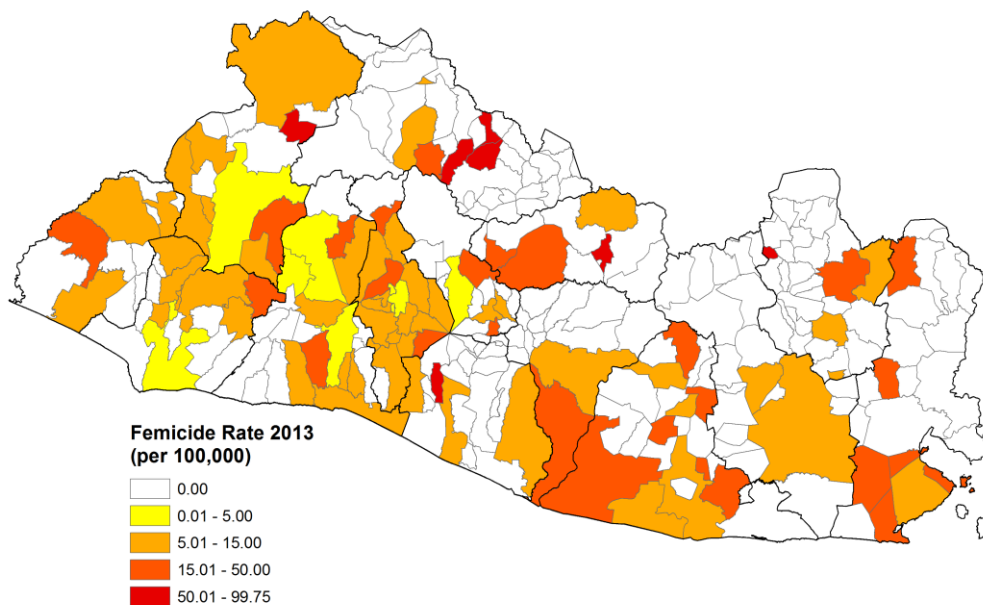 Femicide Rate 2013
(per 100,000)
0.00
0.01 - 5.00
5.01 - 15.00
15.01 - 50.00
50.01 - 99.75